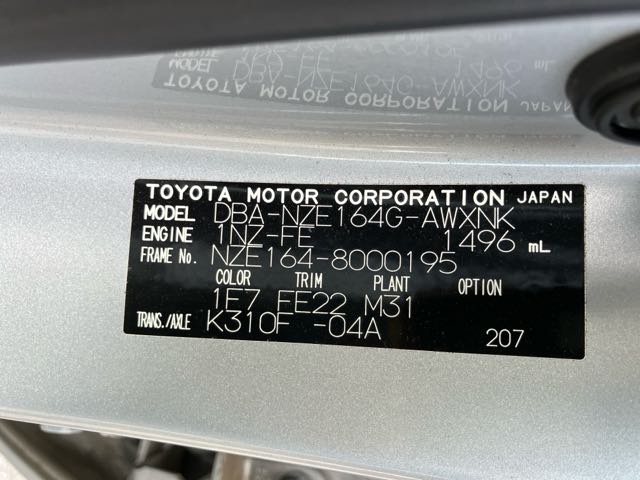 TOYOTA MOTOR CORPORATION JAPAN
MODEL DBA-NZE164G-AWXNK
ENGINE 1NZ-FE 1496 mL
FRAME No. NZE164-8000195
COLOR TRIM PLANT OPTION
1E7 FE22 M31
TRANS./AXLE K310F -04A 207